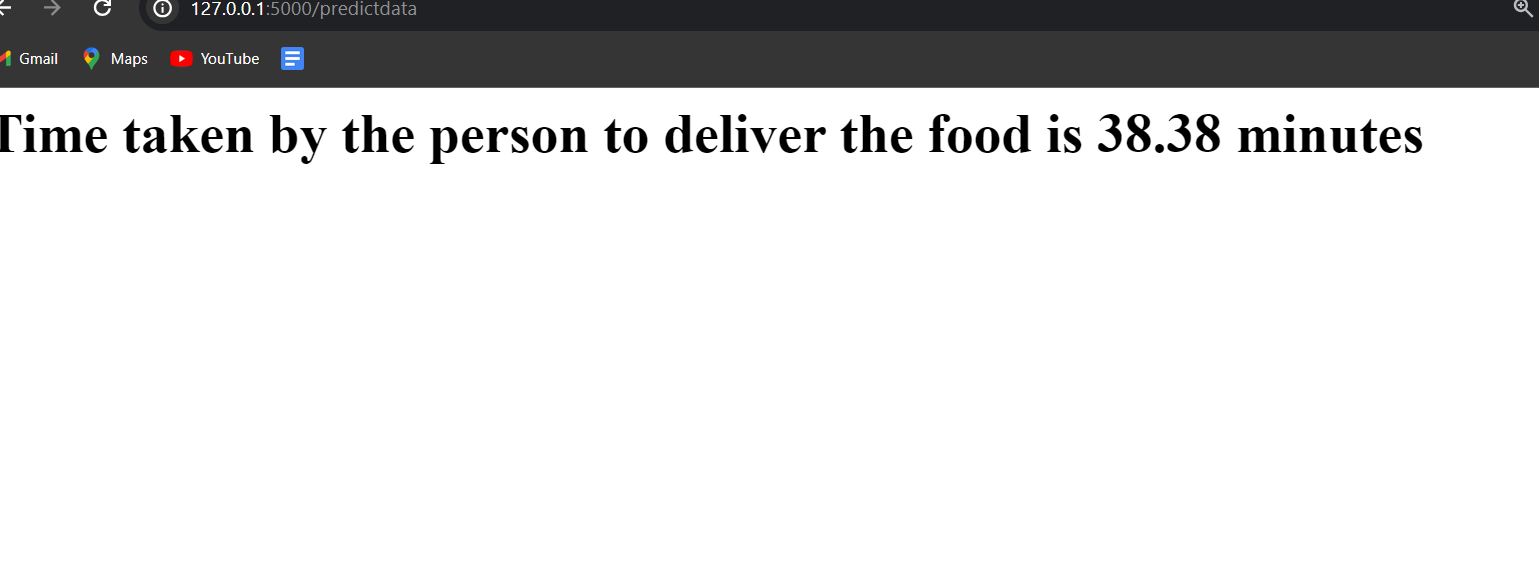 127.0.0.1:5000/predictdata
Gmail Maps YouTube
Time taken by the person to deliver the food is 38.38 minutes